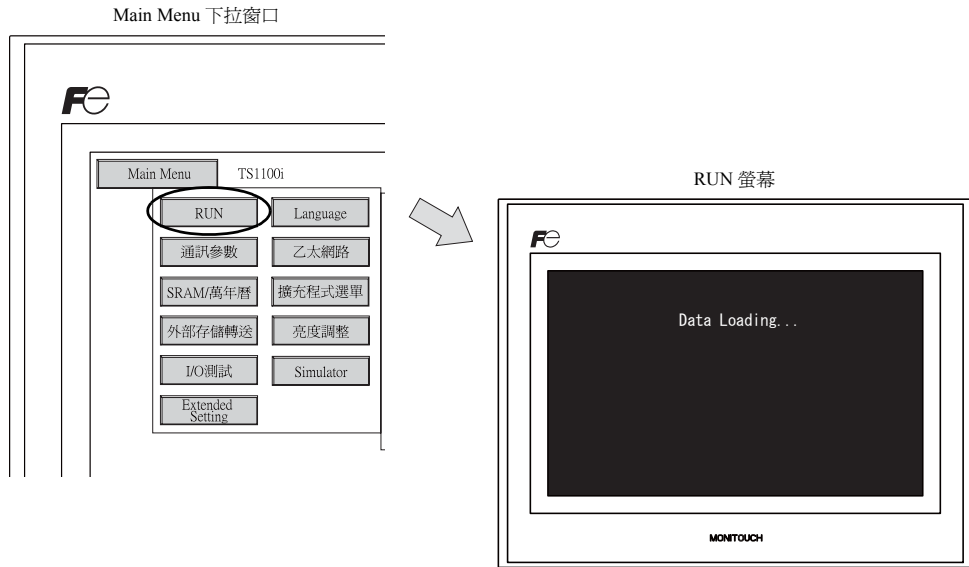 Main Menu 下拉窗口
Fe
Main Menu
TS1100i
RUN
Language
通訊參數
乙太網路
SRAM/萬年曆
擴充程式選單
外部存儲轉送
亮度調整
I/O測試
Simulator
Extended
Setting
RUN 螢幕
Fe
Data Loading...
MONITOUCH